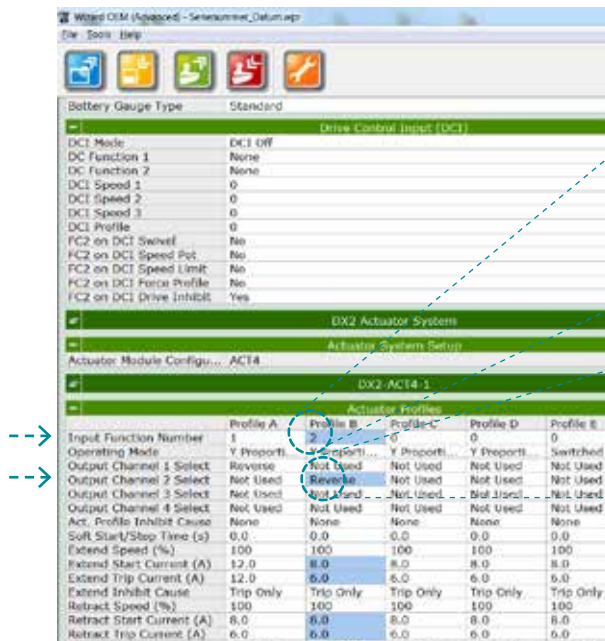 Wizard OEM (Advanced) - Serienummer_Datum.wpr
File Tools Help
Battery Gauge Type Standard
Drive Control Input (DCI)
DCI Mode DCI Off
DC Function 1 None
DC Function 2 None
DCI Speed 1 0
DCI Speed 2 0
DCI Speed 3 0
DCI Profile 0
FC2 on DCI Swivel No
FC2 on DCI Speed Pot No
FC2 on DCI Speed Limit No
FC2 on DCI Force Profile No
FC2 on DCI Drive Inhibit Yes
DX2 Actuator System
Actuator System Setup
Actuator Module Configu... ACT4
DX2-ACT4-1
Actuator Profiles
Profile A Profile B Profile C Profile D Profile E
Input Function Number 1 2 0 0 0
Operating Mode Y Proporti... Y Proporti... Y Proporti... Y Proporti... Switched
Output Channel 1 Select Reverse Not Used Not Used Not Used Not Used
Output Channel 2 Select Not Used Reverse Not Used Not Used Not Used
Output Channel 3 Select Not Used Not Used Not Used Not Used Not Used
Output Channel 4 Select Not Used Not Used Not Used Not Used Not Used
Act. Profile Inhibit Cause None None None None None
Soft Start/Stop Time (s) 0.0 0.0 0.0 0.0 0.0
Extend Speed (%) 100 100 100 100 100
Extend Start Current (A) 12.0 8.0 8.0 8.0 8.0
Extend Trip Current (A) 12.0 6.0 6.0 6.0 6.0
Extend Inhibit Cause Trip Only Trip Only Trip Only Trip Only Trip Only
Retract Speed (%) 100 100 100 100 100
Retract Start Current (A) 8.0 8.0 8.0 8.0 8.0
Retract Trip Current (A) 6.0 6.0 6.0 6.0 6.0